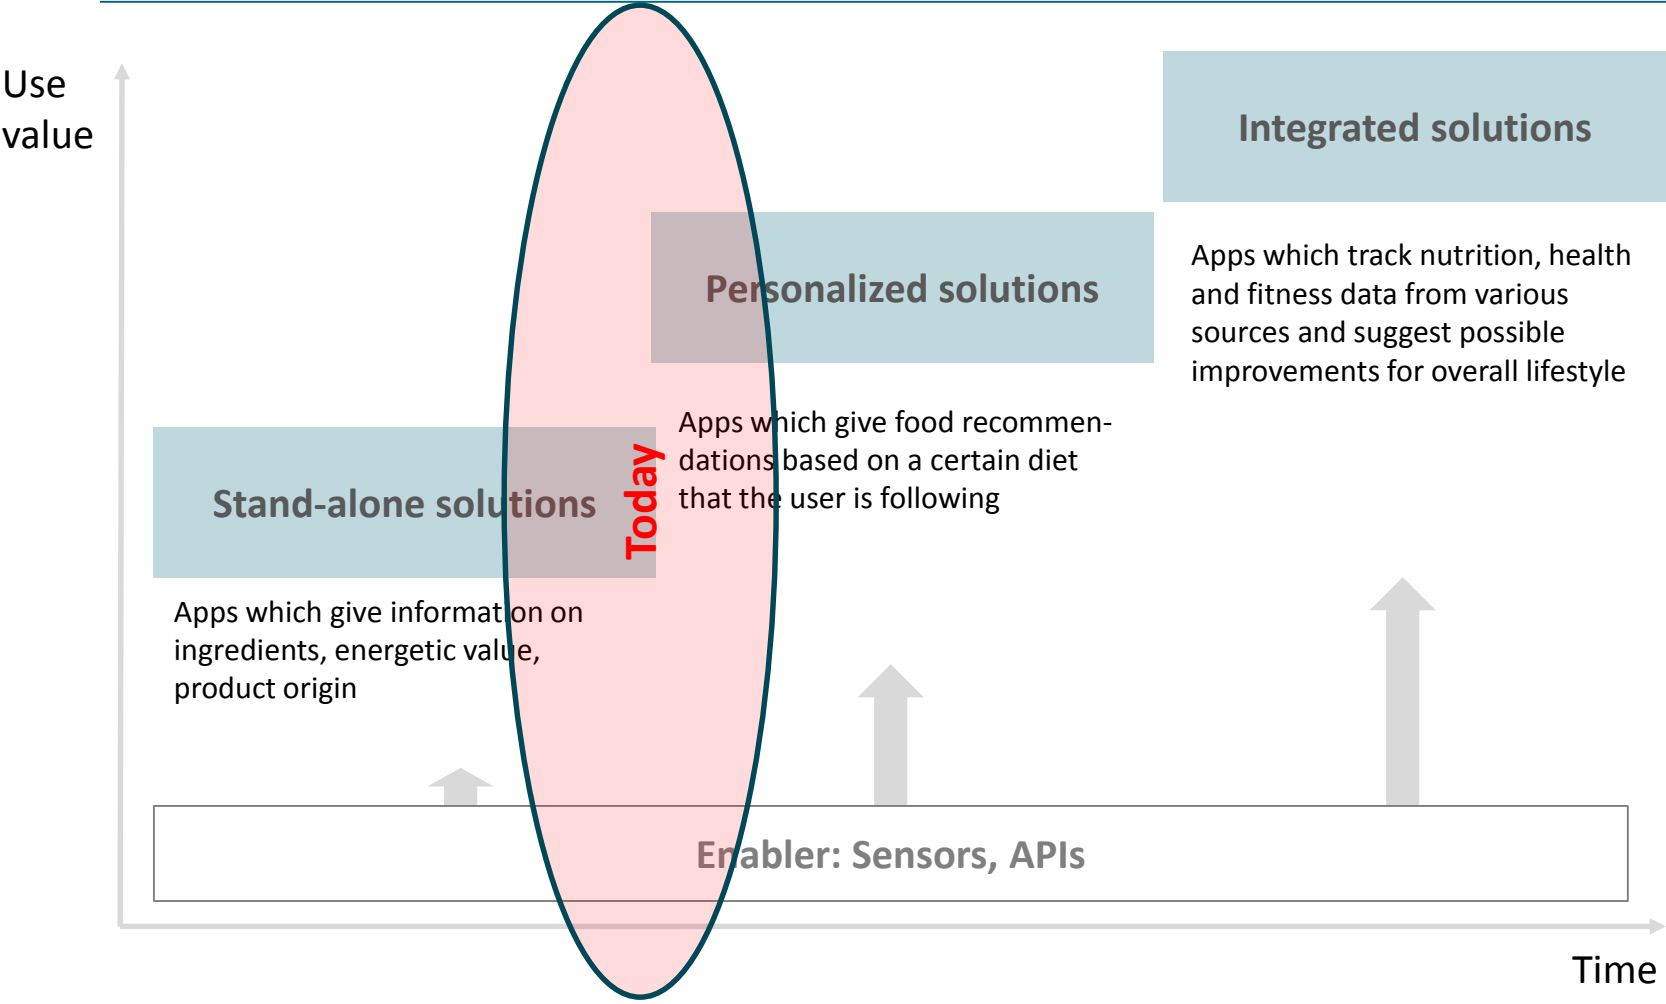 Use
value
Integrated solutions
Apps which track nutrition, health
and fitness data from various
sources and suggest possible
improvements for overall lifestyle
Personalized solutions
Apps which give food recommen-
dations based on a certain diet
that the user is following
Today
Stand-alone solutions
Apps which give information on
ingredients, energetic value,
product origin
Enabler: Sensors, APIs
Time